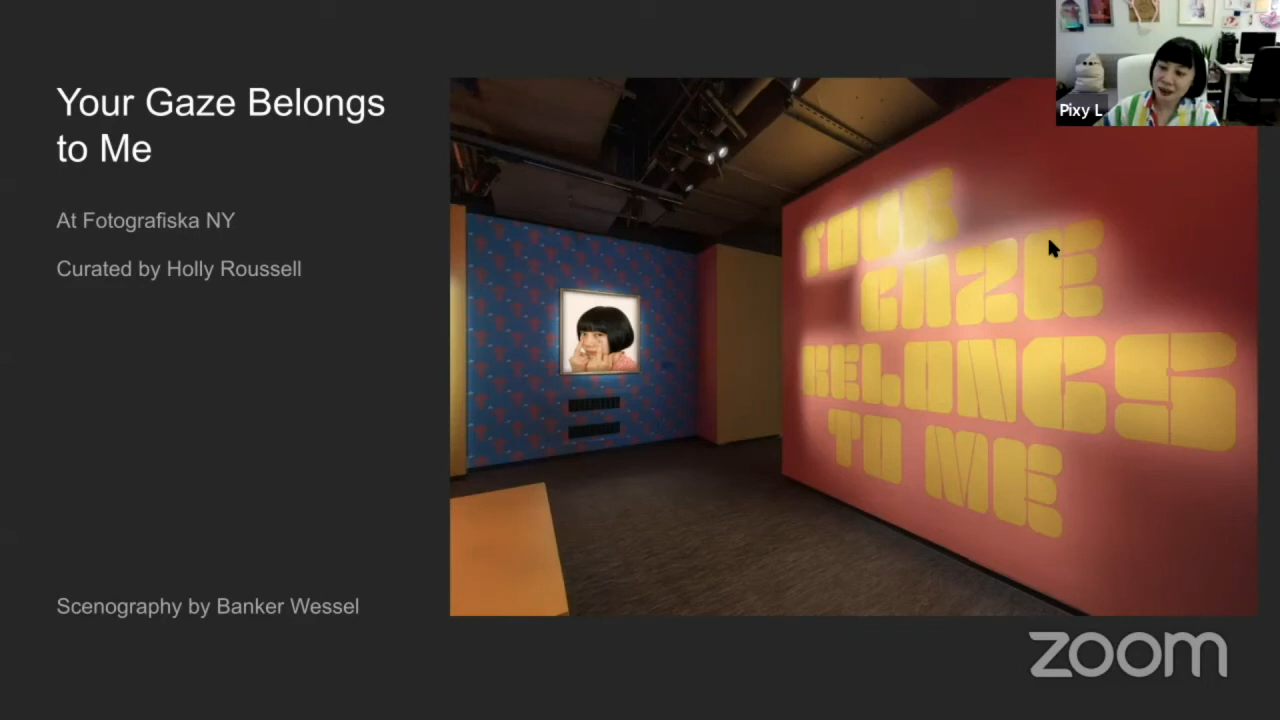 Your Gaze Belongs
to Me
At Fotografiska NY
Curated by Holly Roussell
Scenography by Banker Wessel
YOUR
GAZE
BELONGS
TO ME
Pixy L
zoom